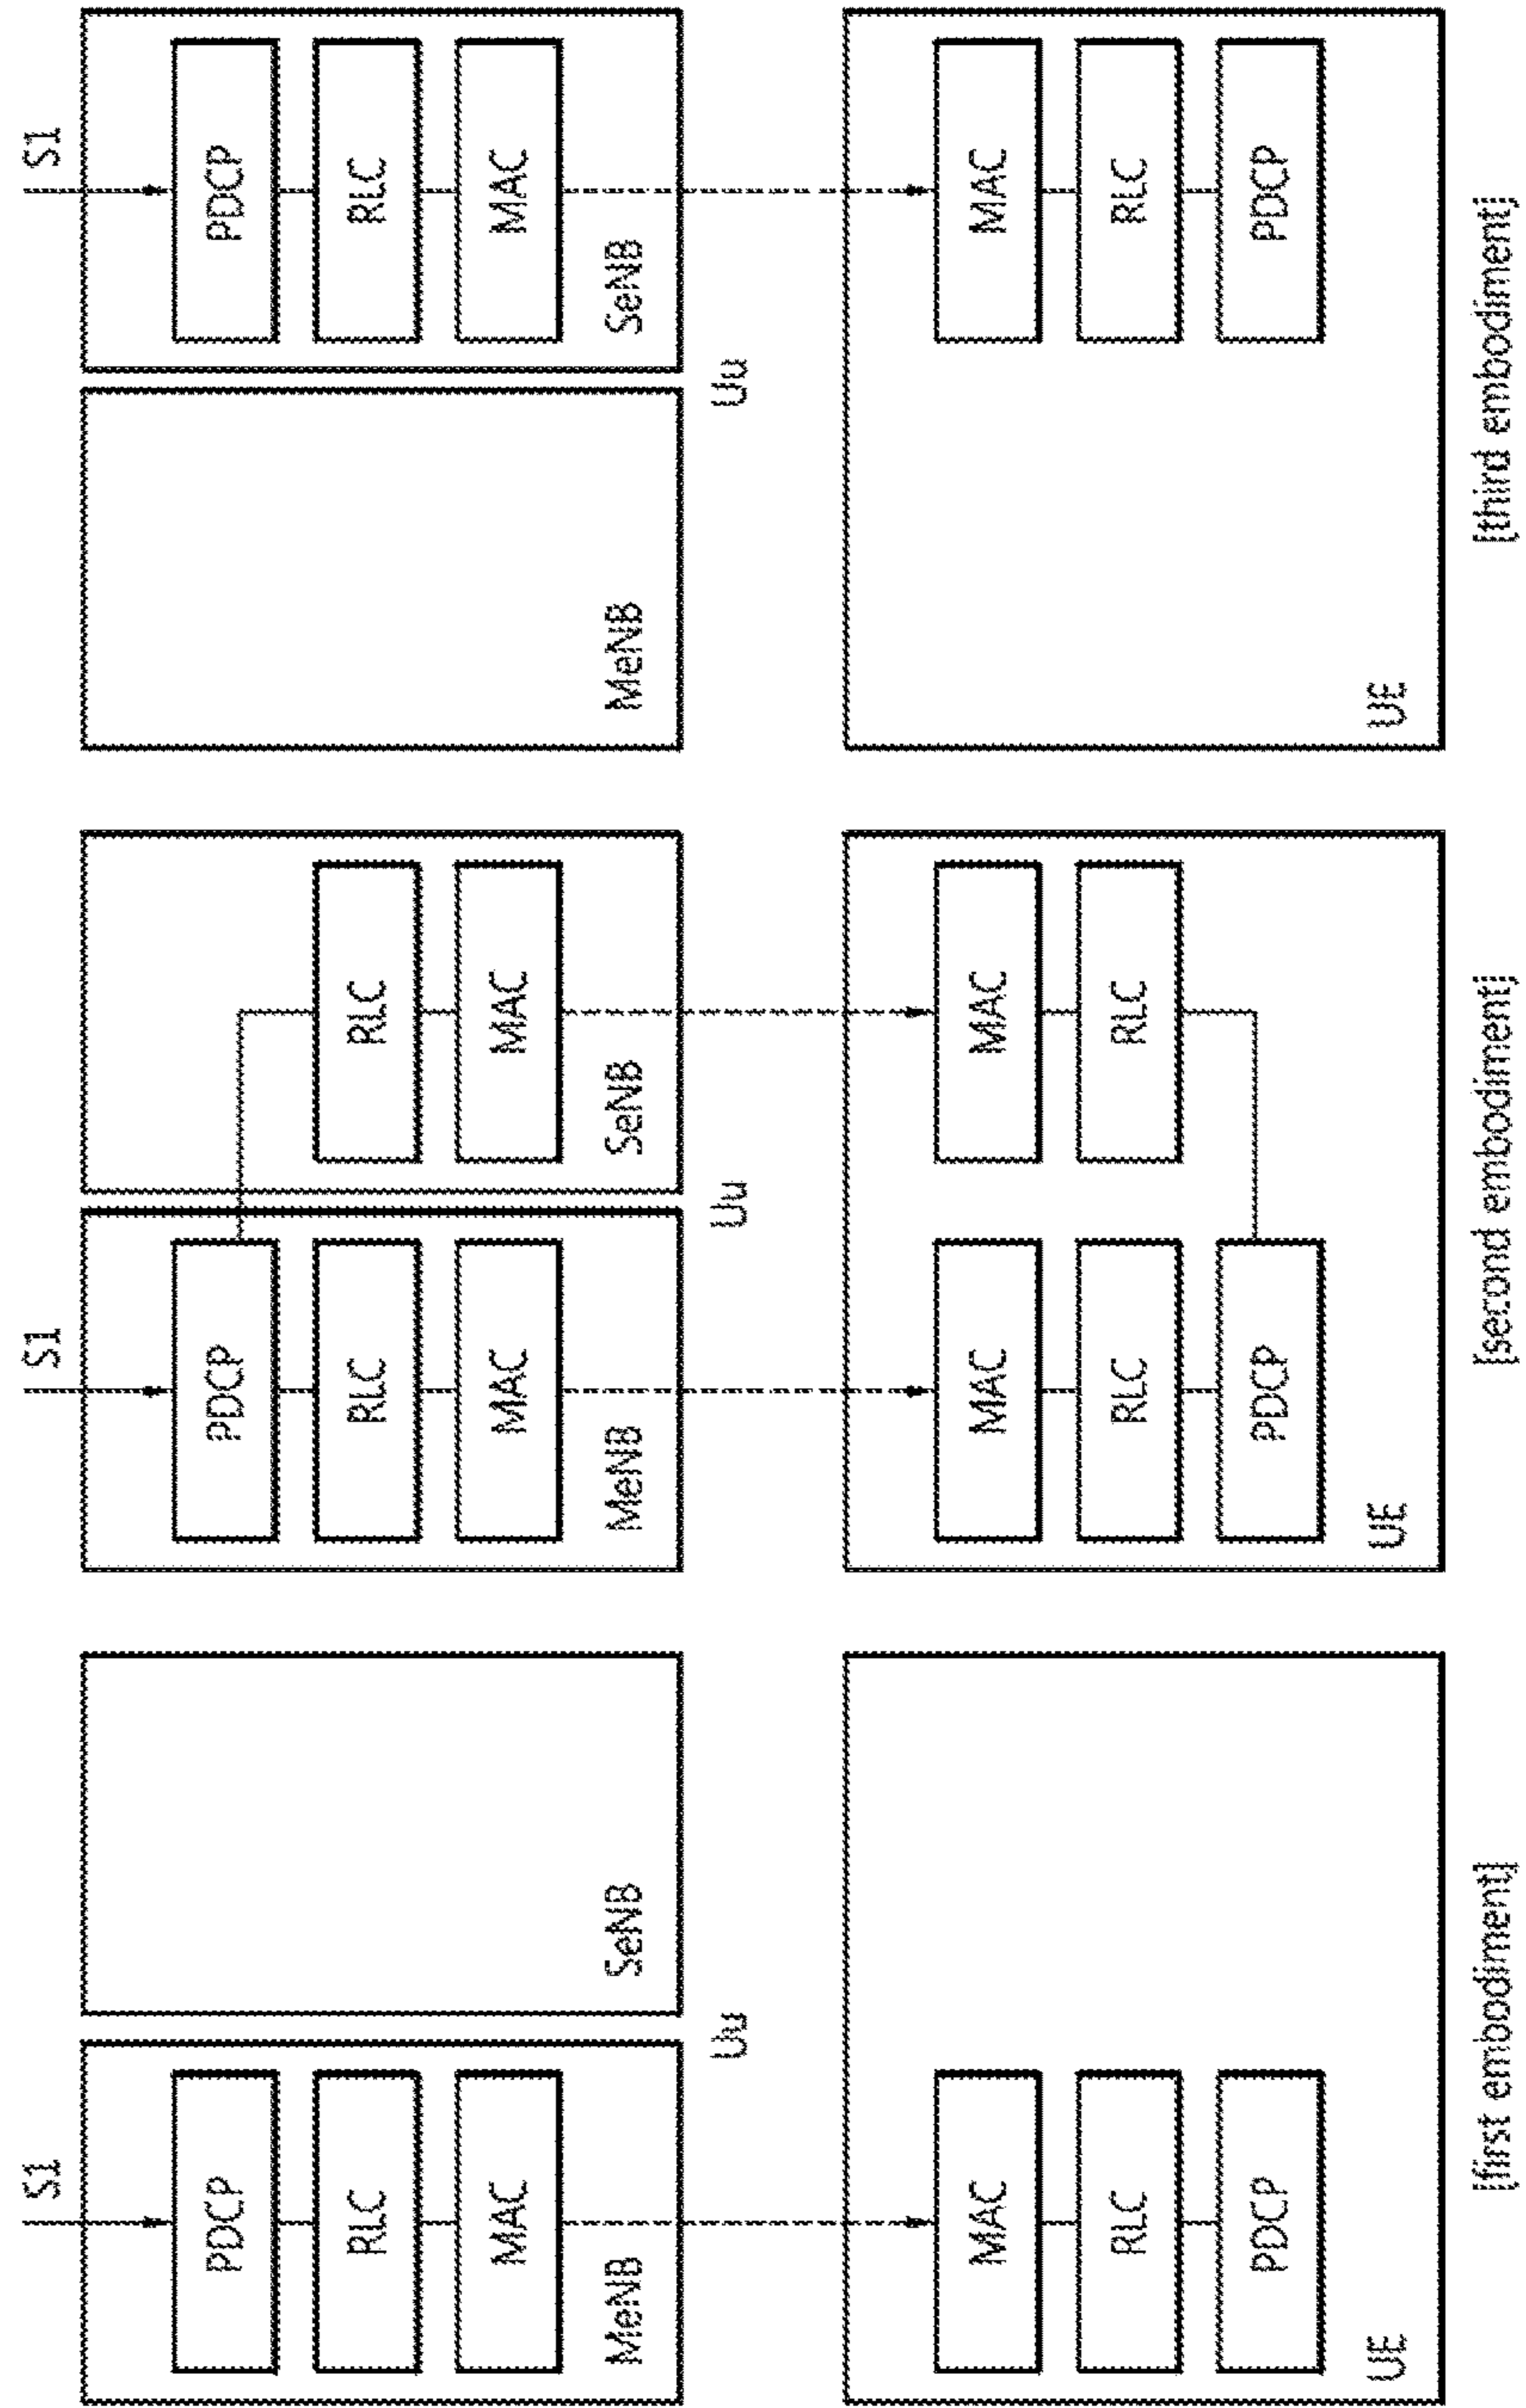 S1
PDCP
RLC
MAC
MeNB
SeNB
Uu
MAC
RLC
PDCP
UE
[first embodiment]
S1
PDCP
RLC
MAC
MeNB
RLC
MAC
SeNB
Uu
MAC
RLC
PDCP
MAC
RLC
UE
[second embodiment]
MeNB
S1
PDCP
RLC
MAC
SeNB
Uu
MAC
RLC
PDCP
UE
[third embodiment]